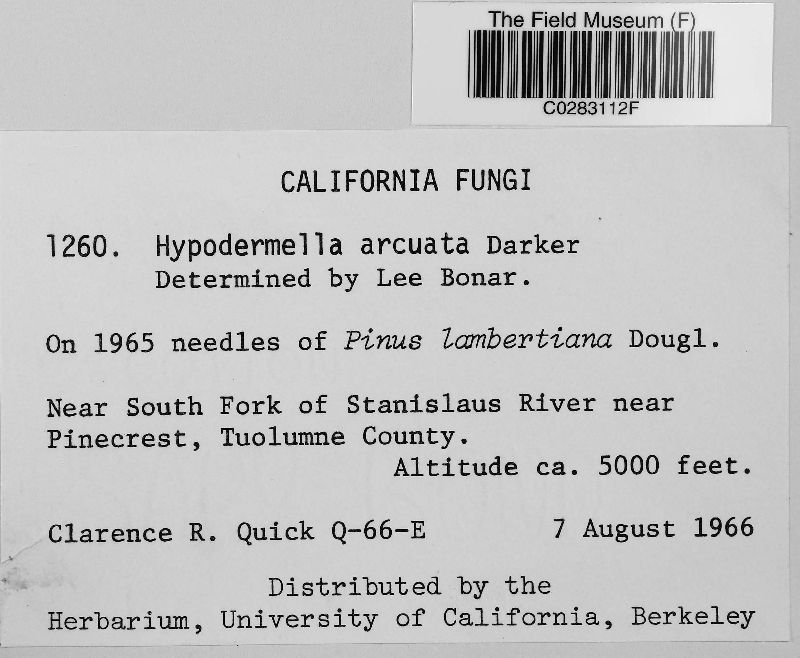 The Field Museum (F)
C0283112F
CALIFORNIA FUNGI
1260. Hypodermella arcuata Darker
Determined by Lee Bonar.
On 1965 needles of Pinus lambertiana Dougl.
Near South Fork of Stanislaus River near
Pinecrest, Tuolumne County.
Altitude ca. 5000 feet.
Clarence R. Quick Q-66-E 7 August 1966
Distributed by the
Herbarium, University of California, Berkeley